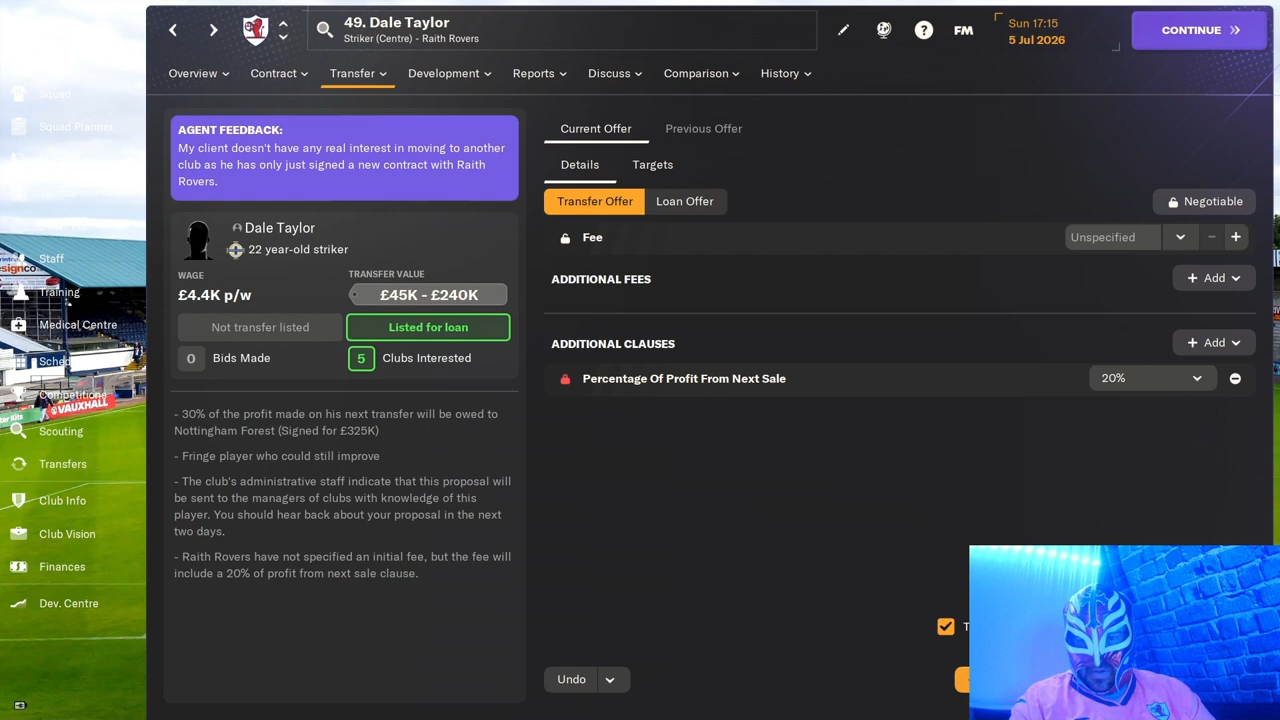 49. Dale Taylor
Striker (Centre) - Raith Rovers
FM
Sun 17:15
5 Jul 2026
CONTINUE
Overview
Contract
Transfer
Development
Reports
Discuss
Comparison
History
Squad
Squad Planner
Staff
Training
Medical Centre
Sched
Competitions
Scouting
Transfers
Club Info
Club Vision
Finances
Dev. Centre
VAUXHALL
AGENT FEEDBACK:
My client doesn't have any real interest in moving to another
club as he has only just signed a new contract with Raith
Rovers.
Dale Taylor
22 year-old striker
WAGE
TRANSFER VALUE
£4.4K p/w
£45K - £240K
Not transfer listed
Listed for loan
0 Bids Made
5 Clubs Interested
- 30% of the profit made on his next transfer will be owed to
Nottingham Forest (Signed for £325K)
- Fringe player who could still improve
- The club's administrative staff indicate that this proposal will
be sent to the managers of clubs with knowledge of this
player. You should hear back about your proposal in the next
two days.
- Raith Rovers have not specified an initial fee, but the fee will
include a 20% of profit from next sale clause.
Current Offer
Previous Offer
Details
Targets
Transfer Offer
Loan Offer
Negotiable
Fee
Unspecified
ADDITIONAL FEES
Add
ADDITIONAL CLAUSES
Add
Percentage Of Profit From Next Sale
20%
Undo